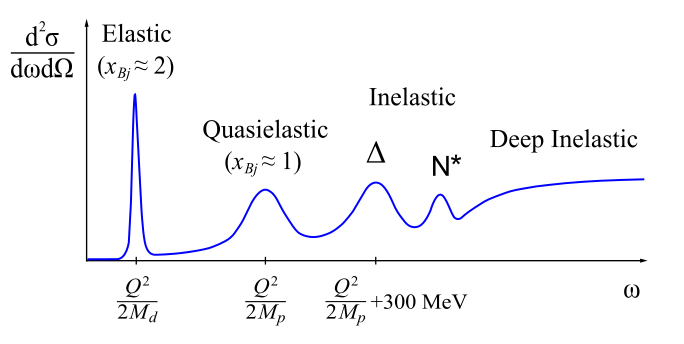 d²σ
dωdΩ
Elastic
(x_Bj ≈ 2)
Quasielastic
(x_Bj ≈ 1)
Inelastic
Δ
N*
Deep Inelastic
Q²
2M_d
Q²
2M_p
Q²
2M_p +300 MeV
ω